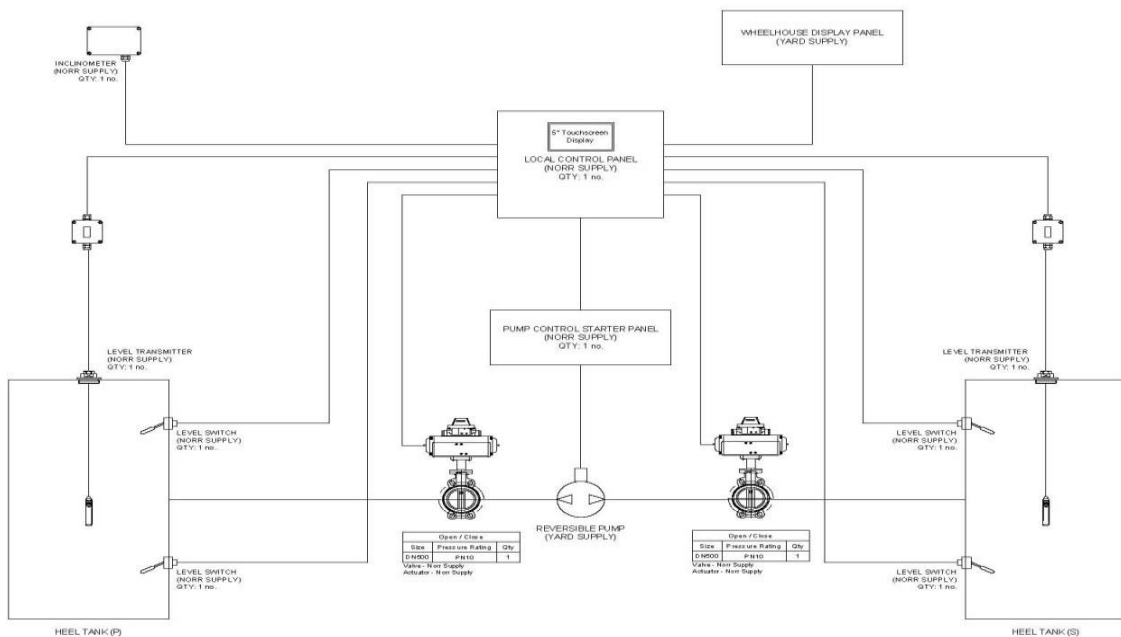 WHEELHOUSE DISPLAY PANEL
(YARD SUPPLY)
INCLINOMETER
(NORR SUPPLY)
QTY: 1 no.
5" Touchscreen
Display
LOCAL CONTROL PANEL
(NORR SUPPLY)
QTY: 1 no.
PUMP CONTROL STARTER PANEL
(NORR SUPPLY)
QTY: 1 no.
LEVEL TRANSMITTER
(NORR SUPPLY)
QTY: 1 no.
LEVEL TRANSMITTER
(NORR SUPPLY)
QTY: 1 no.
LEVEL SWITCH
(NORR SUPPLY)
QTY: 1 no.
LEVEL SWITCH
(NORR SUPPLY)
QTY: 1 no.
REVERSIBLE PUMP
(YARD SUPPLY)
Open / Close
Size Pressure Rating Qty
DN500 PN10 1
Valve - Norr Supply
Actuator - Norr Supply
Open / Close
Size Pressure Rating Qty
DN500 PN10 1
Valve - Norr Supply
Actuator - Norr Supply
LEVEL SWITCH
(NORR SUPPLY)
QTY: 1 no.
LEVEL SWITCH
(NORR SUPPLY)
QTY: 1 no.
HEEL TANK (P)
HEEL TANK (S)